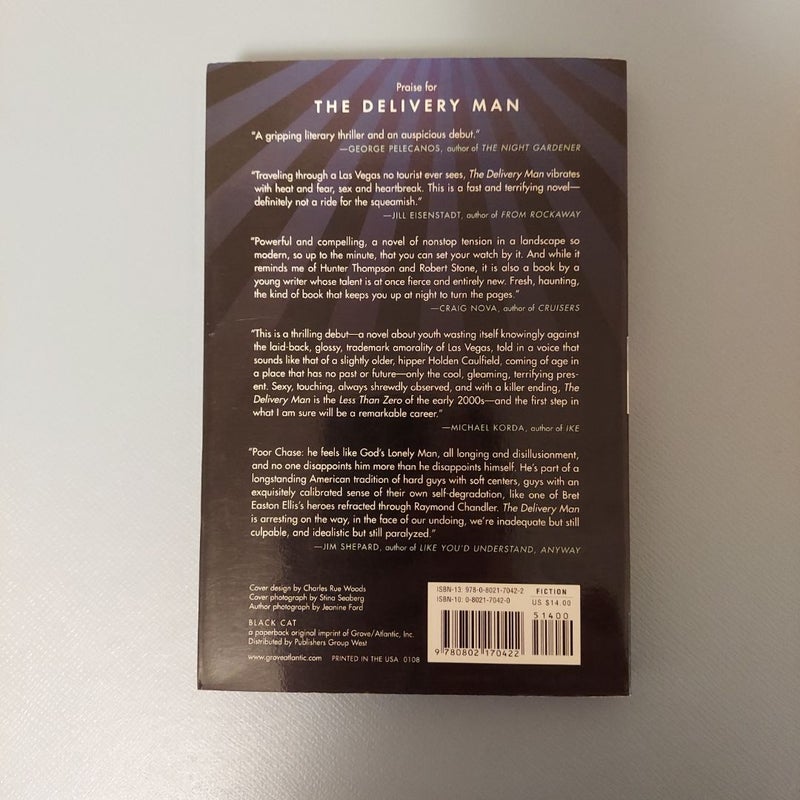 Praise for
THE DELIVERY MAN
"A gripping literary thriller and an auspicious debut."
—GEORGE PELECANOS, author of THE NIGHT GARDENER
"Traveling through a Las Vegas no tourist ever sees, The Delivery Man vibrates
with heat and fear, sex and heartbreak. This is a fast and terrifying novel—
definitely not a ride for the squeamish."
—JILL EISENSTADT, author of FROM ROCKAWAY
"Powerful and compelling, a novel of nonstop tension in a landscape so
modern, so up to the minute, that you can set your watch by it. And while it
reminds me of Hunter Thompson and Robert Stone, it is also a book by a
young writer whose talent is at once fierce and entirely new. Fresh, haunting,
the kind of book that keeps you up at night to turn the pages."
—CRAIG NOVA, author of CRUISERS
"This is a thrilling debut—a novel about youth wasting itself knowingly against
the laid-back, glossy, trademark amorality of Las Vegas, told in a voice that
sounds like that of a slightly older, hipper Holden Caulfield, coming of age in
a place that has no past or future—only the cool, gleaming, terrifying pres-
ent. Sexy, touching, always shrewdly observed, and with a killer ending, The
Delivery Man is the Less Than Zero of the early 2000s—and the first step in
what I am sure will be a remarkable career."
—MICHAEL KORDA, author of IKE
"Poor Chase: he feels like God's Lonely Man, all longing and disillusionment,
and no one disappoints him more than he disappoints himself. He's part of a
longstanding American tradition of hard guys with soft centers, guys with an
exquisitely calibrated sense of their own self-degradation, like one of Bret
Easton Ellis's heroes refracted through Raymond Chandler. The Delivery Man
is arresting on the way, in the face of our undoing, we're inadequate but still
culpable, and idealistic but still paralyzed."
—JIM SHEPARD, author of LIKE YOU'D UNDERSTAND, ANYWAY
Cover design by Charles Rue Woods
Cover photograph by Stina Seaberg
Author photograph by Jeanine Ford
BLACK CAT
a paperback original imprint of Grove/Atlantic, Inc.
Distributed by Publishers Group West
www.groveatlantic.com PRINTED IN THE USA 0108
ISBN-13: 978-0-8021-7042-2
ISBN-10: 0-8021-7042-0
FICTION
US $14.00
51400
9 780802 170422